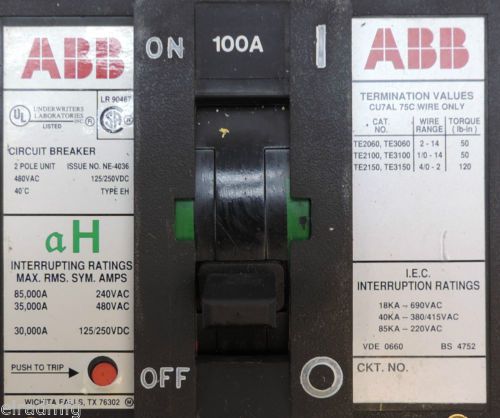 ABB
UL UNDERWRITERS LABORATORIES INC. LISTED
LR 90467
CIRCUIT BREAKER
2 POLE UNIT ISSUE NO. NE-4036
480VAC 125/250VDC
40°C TYPE EH
aH
INTERRUPTING RATINGS
MAX. RMS. SYM. AMPS
85,000A 240VAC
35,000A 480VAC
30,000A 125/250VDC
PUSH TO TRIP
WICHITA FALLS, TX 76302
ON 100A I
OFF O
ABB
TERMINATION VALUES
CU7AL 75C WIRE ONLY
CAT. NO. WIRE RANGE TORQUE (lb-in)
TE2060, TE3060 2 - 14 50
TE2100, TE3100 1/0 - 14 50
TE2150, TE3150 4/0 - 2 120
I.E.C.
INTERRUPTION RATINGS
18KA - 690VAC
40KA - 380/415VAC
85KA - 220VAC
VDE 0660 BS 4752
CKT. NO.